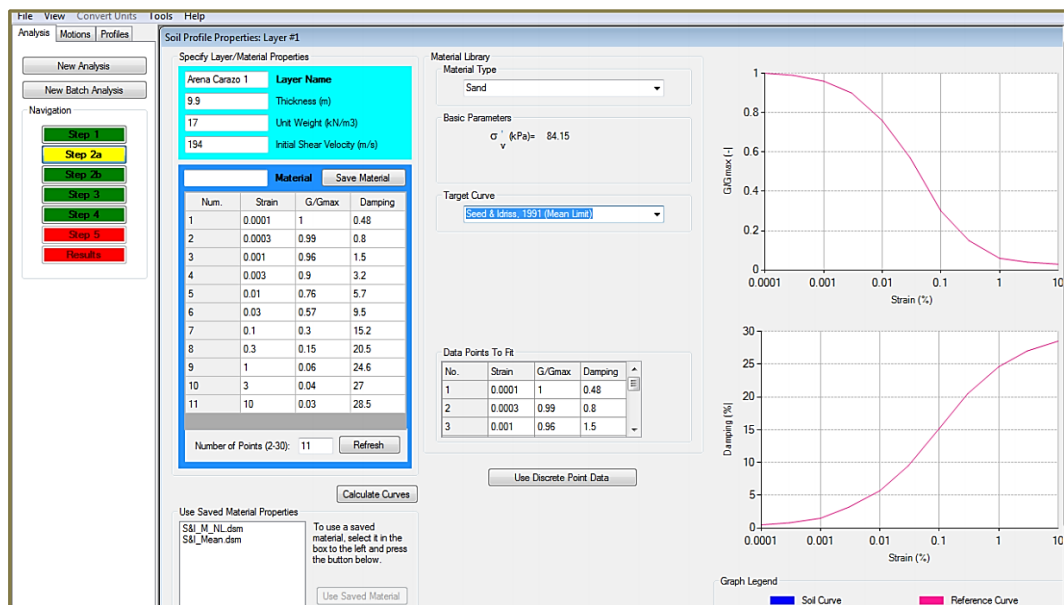 File View Convert Units Tools Help
Analysis Motions Profiles
New Analysis
New Batch Analysis
Navigation
Step 1
Step 2a
Step 2b
Step 3
Step 4
Step 5
Results
Soil Profile Properties: Layer #1
Specify Layer/Material Properties
Arena Carazo 1 Layer Name
9.9 Thickness (m)
17 Unit Weight (kN/m3)
194 Initial Shear Velocity (m/s)
Material Save Material
Num. Strain G/Gmax Damping
1 0.0001 1 0.48
2 0.0003 0.99 0.8
3 0.001 0.96 1.5
4 0.003 0.9 3.2
5 0.01 0.76 5.7
6 0.03 0.57 9.5
7 0.1 0.3 15.2
8 0.3 0.15 20.5
9 1 0.06 24.6
10 3 0.04 27
11 10 0.03 28.5
Number of Points (2-30): 11 Refresh
Calculate Curves
Use Saved Material Properties
S&I_M_NL.dsm
S&I_Mean.dsm
To use a saved
material, select it in the
box to the left and press
the button below.
Use Saved Material
Material Library
Material Type
Sand
Basic Parameters
σ'v (kPa)= 84.15
Target Curve
Seed & Idriss, 1991 (Mean Limit)
Data Points To Fit
No. Strain G/Gmax Damping
1 0.0001 1 0.48
2 0.0003 0.99 0.8
3 0.001 0.96 1.5
Use Discrete Point Data
G/Gmax (-)
1
0.8
0.6
0.4
0.2
0
0.0001 0.001 0.01 0.1 1 10
Strain (%)
Damping (%)
30
25
20
15
10
5
0
0.0001 0.001 0.01 0.1 1 10
Strain (%)
Graph Legend
Soil Curve Reference Curve